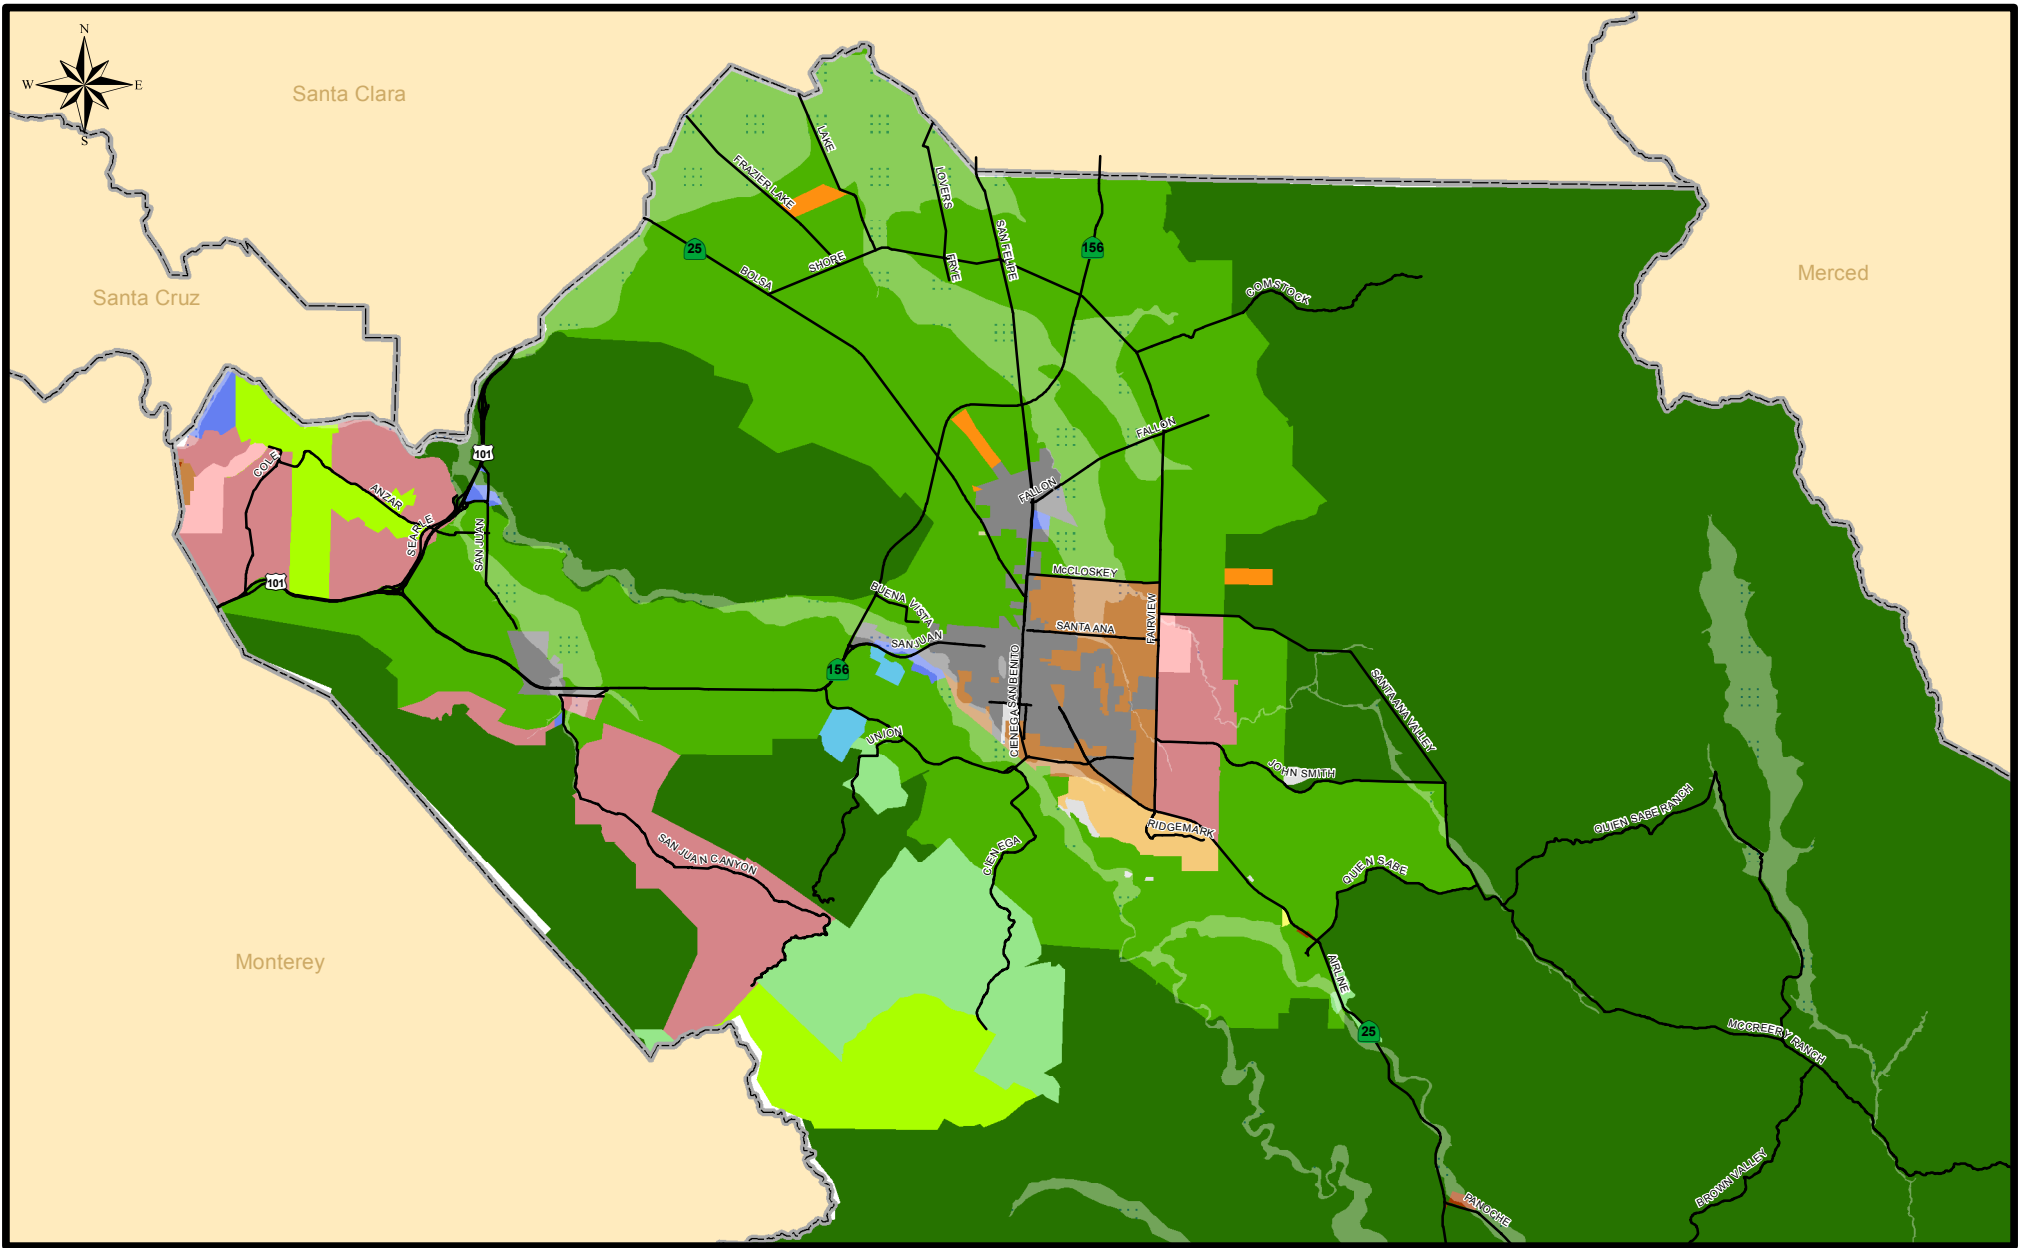 N
W E
S
Santa Clara
Santa Cruz
Merced
Monterey
LAKE
FRAZIER LAKE
LOVERS
SAN FELIPE
25
156
BOLSA
SHORE
FRYE
COMSTOCK
FALLON
101
COLE
ANZAR
SEARLE
SAN JUAN
FALLON
101
McCLOSKEY
BUENA VISTA
FAIRVIEW
SANTA ANA
SAN JUAN
156
SAN BENITO
CIENEGA
SANTA ANA VALLEY
UNION
JOHN SMITH
RIDGEMARK
QUIEN SABE RANCH
SAN JUAN CANYON
CIENEGA
QUIEN SABE
AIRLINE
25
MCCREERY RANCH
BROWN VALLEY
PANOCHE